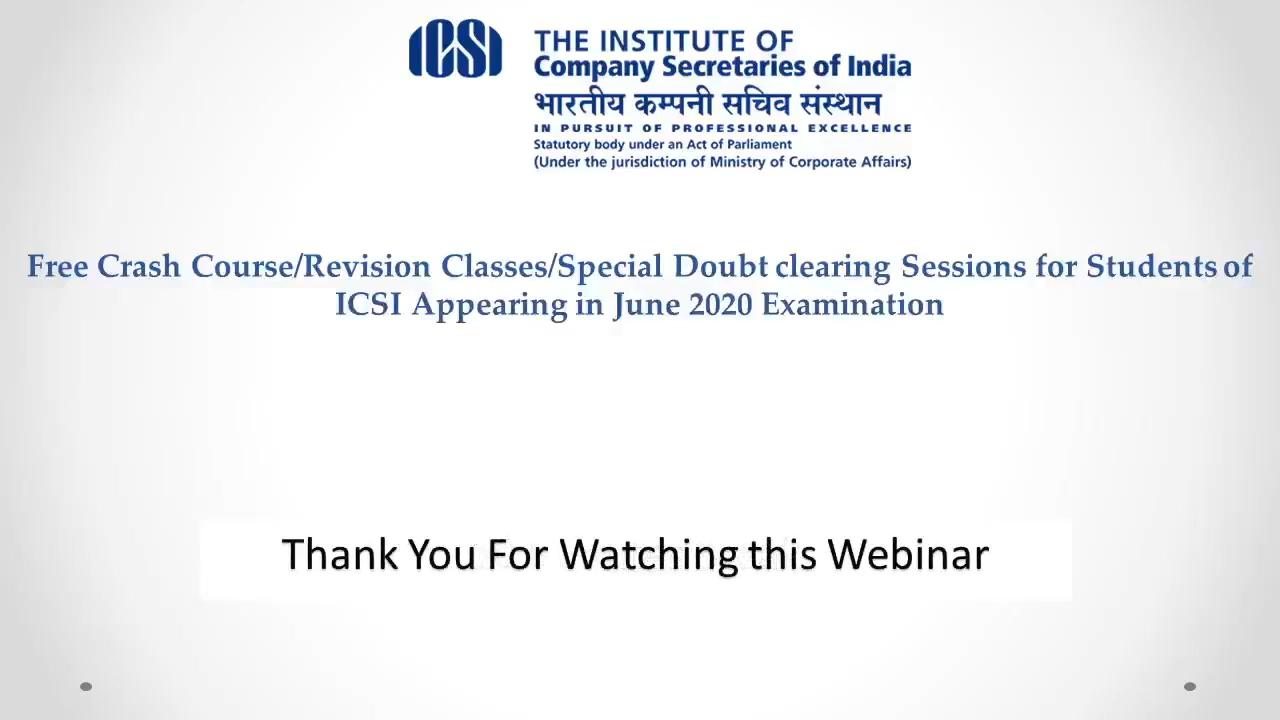 ICSI
THE INSTITUTE OF
Company Secretaries of India
भारतीय कम्पनी सचिव संस्थान
IN PURSUIT OF PROFESSIONAL EXCELLENCE
Statutory body under an Act of Parliament
(Under the jurisdiction of Ministry of Corporate Affairs)
Free Crash Course/Revision Classes/Special Doubt clearing Sessions for Students of
ICSI Appearing in June 2020 Examination
Thank You For Watching this Webinar